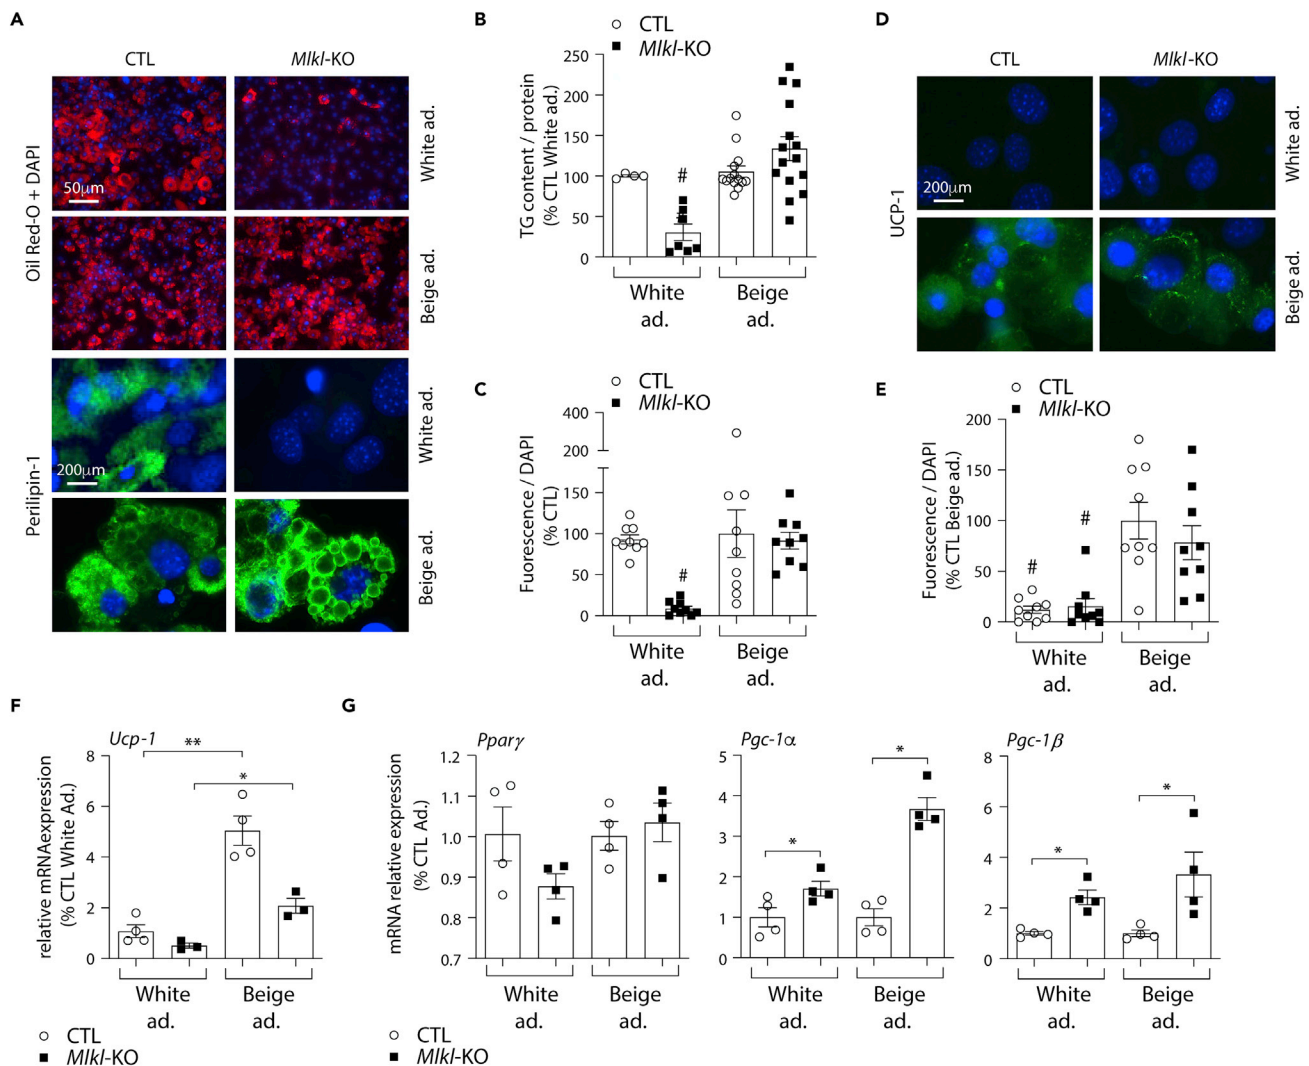 A
CTL
Mlkl-KO
Oil Red-O + DAPI
50μm
White ad.
Beige ad.
Perilipin-1
200μm
White ad.
Beige ad.
B
CTL
Mlkl-KO
TG content / protein
(% CTL White ad.)
250
200
150
100
50
0
#
White
ad.
Beige
ad.
C
CTL
Mlkl-KO
Fluorescence / DAPI
(% CTL)
400
200
150
100
50
0
#
White
ad.
Beige
ad.
D
CTL
Mlkl-KO
UCP-1
200μm
White ad.
Beige ad.
E
CTL
Mlkl-KO
Fuorescence / DAPI
(% CTL Beige ad.)
200
150
100
50
0
#
#
White
ad.
Beige
ad.
F
Ucp-1
relative mRNAexpression
(% CTL White Ad.)
8
6
4
2
0
**
*
White
ad.
Beige
ad.
CTL
Mlkl-KO
G
Pparγ
mRNA relative expression
(% CTL Ad.)
1.2
1.1
1.0
0.9
0.8
0.7
White
ad.
Beige
ad.
CTL
Mlkl-KO
Pgc-1α
5
4
3
2
1
0
*
*
White
ad.
Beige
ad.
Pgc-1β
8
6
4
2
0
*
*
White
ad.
Beige
ad.